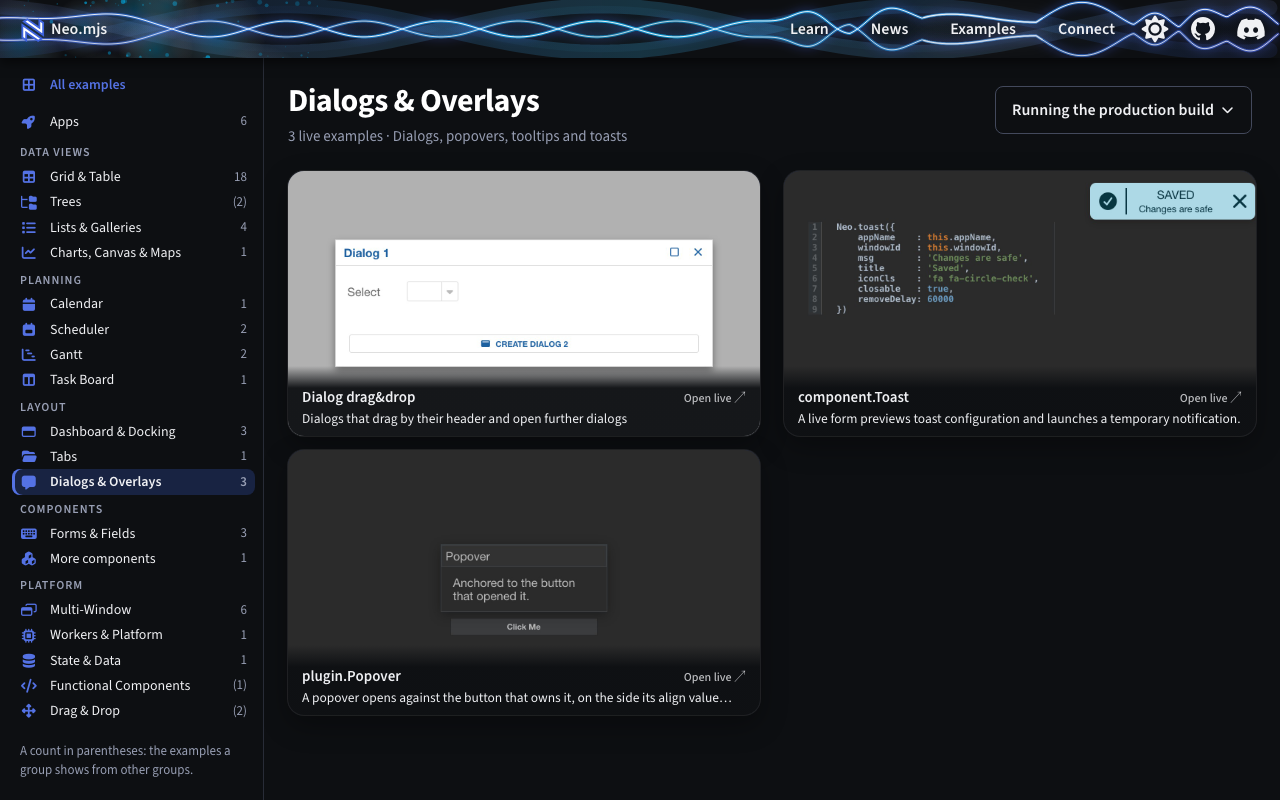 Neo.mjs
Learn
News
Examples
Connect
All examples
Apps 6
DATA VIEWS
Grid & Table 18
Trees (2)
Lists & Galleries 4
Charts, Canvas & Maps 1
PLANNING
Calendar 1
Scheduler 2
Gantt 2
Task Board 1
LAYOUT
Dashboard & Docking 3
Tabs 1
Dialogs & Overlays 3
COMPONENTS
Forms & Fields 3
More components 1
PLATFORM
Multi-Window 6
Workers & Platform 1
State & Data 1
Functional Components (1)
Drag & Drop (2)
A count in parentheses: the examples a
group shows from other groups.
Dialogs & Overlays
3 live examples · Dialogs, popovers, tooltips and toasts
Running the production build
Dialog 1
Select
CREATE DIALOG 2
Dialog drag&drop
Open live
Dialogs that drag by their header and open further dialogs
SAVED
Changes are safe
1 Neo.toast({
2 appName : this.appName,
3 windowId : this.windowId,
4 msg : 'Changes are safe',
5 title : 'Saved',
6 iconCls : 'fa fa-circle-check',
7 closable : true,
8 removeDelay: 60000
9 })
component.Toast
Open live
A live form previews toast configuration and launches a temporary notification.
Popover
Anchored to the button
that opened it.
Click Me
plugin.Popover
Open live
A popover opens against the button that owns it, on the side its align value…